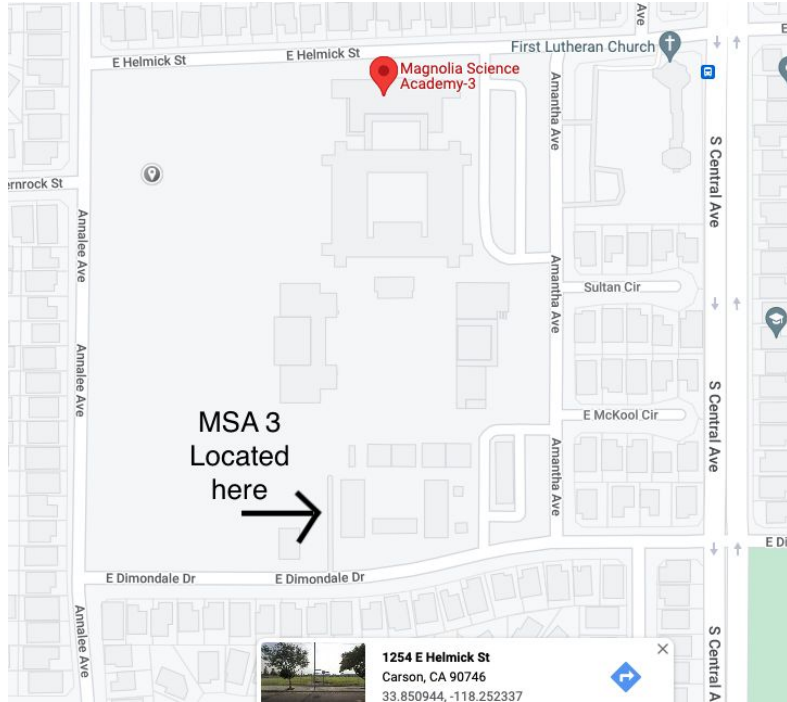 Ave
E Helmick St
E Helmick St
First Lutheran Church
Magnolia Science
Academy-3
Amantha Ave
S Central Ave
ernrock St
Annalee Ave
Amantha Ave
Sultan Cir
Annalee Ave
S Central Ave
MSA 3
Located
here
E McKool Cir
Amantha Ave
E Di
E Dimondale Dr
E Dimondale Dr
Annalee Ave
S Central A
1254 E Helmick St
Carson, CA 90746
33.850944, -118.252337